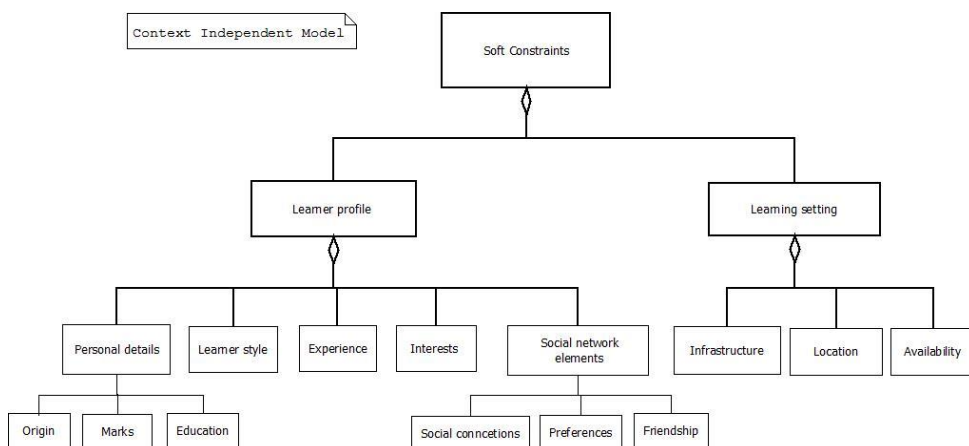 Context Independent Model
Soft Constraints
Learner profile
Learning setting
Personal details
Learner style
Experience
Interests
Social network
elements
Infrastructure
Location
Availability
Origin
Marks
Education
Social conncetions
Preferences
Friendship